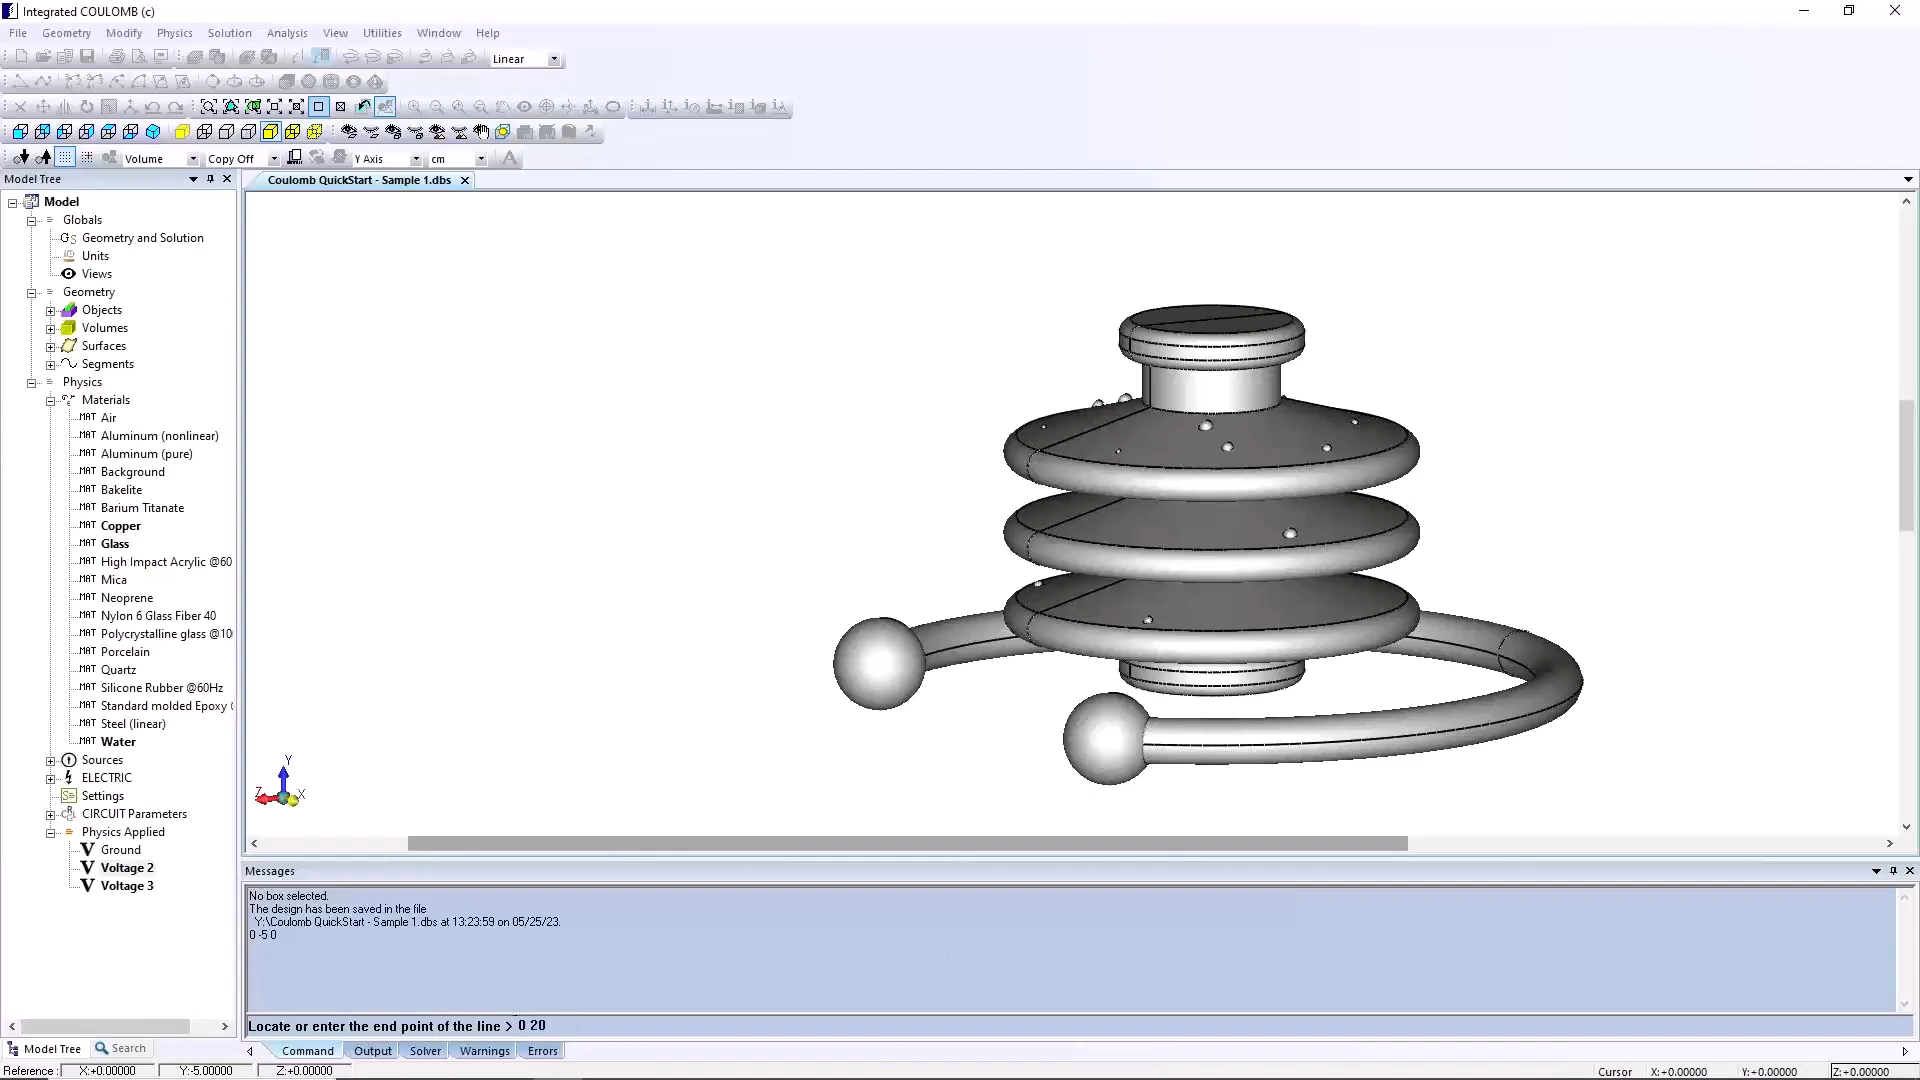 Integrated COULOMB (c)
File Geometry Modify Physics Solution Analysis View Utilities Window Help
Linear
Volume Copy Off Y Axis cm
Model Tree
Coulomb QuickStart - Sample 1.dbs
Model
Globals
Geometry and Solution
Units
Views
Geometry
Objects
Volumes
Surfaces
Segments
Physics
Materials
MAT Air
MAT Aluminum (nonlinear)
MAT Aluminum (pure)
MAT Background
MAT Bakelite
MAT Barium Titanate
MAT Copper
MAT Glass
MAT High Impact Acrylic @60
MAT Mica
MAT Neoprene
MAT Nylon 6 Glass Fiber 40
MAT Polycrystalline glass @10
MAT Porcelain
MAT Quartz
MAT Silicone Rubber @60Hz
MAT Standard molded Epoxy (
MAT Steel (linear)
MAT Water
Sources
ELECTRIC
Settings
CIRCUIT Parameters
Physics Applied
V Ground
V Voltage 2
V Voltage 3
Y
Z X
Messages
No box selected.
The design has been saved in the file
Y:\Coulomb QuickStart - Sample 1.dbs at 13:23:59 on 05/25/23.
0 -5 0
Locate or enter the end point of the line > 0 20
Model Tree Search
Command Output Solver Warnings Errors
Reference : X:+0.00000 Y:-5.00000 Z:+0.00000 Cursor X:+0.00000 Y:+0.00000 Z:+0.00000